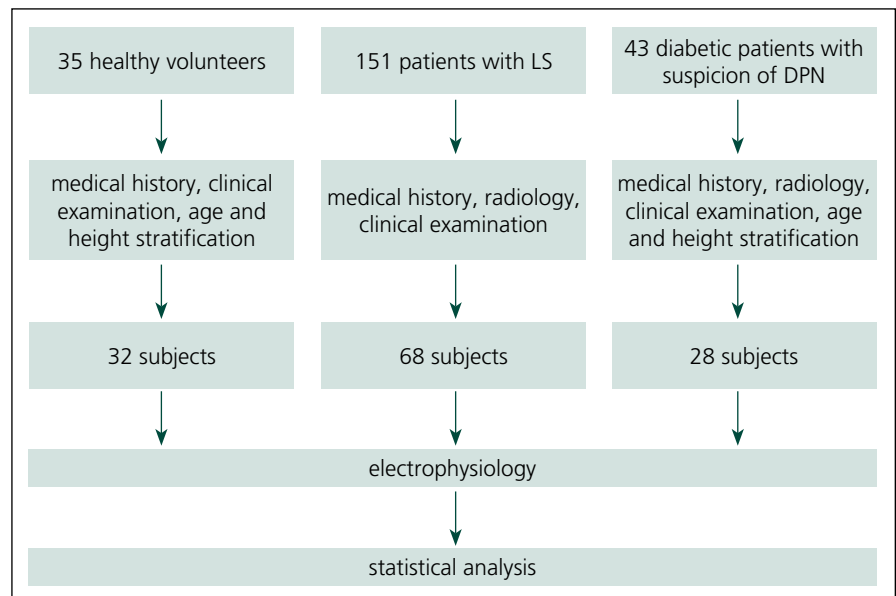 35 healthy volunteers
151 patients with LS
43 diabetic patients with
suspicion of DPN
medical history, clinical
examination, age and
height stratification
medical history, radiology,
clinical examination
medical history, radiology,
clinical examination, age
and height stratification
32 subjects
68 subjects
28 subjects
electrophysiology
statistical analysis